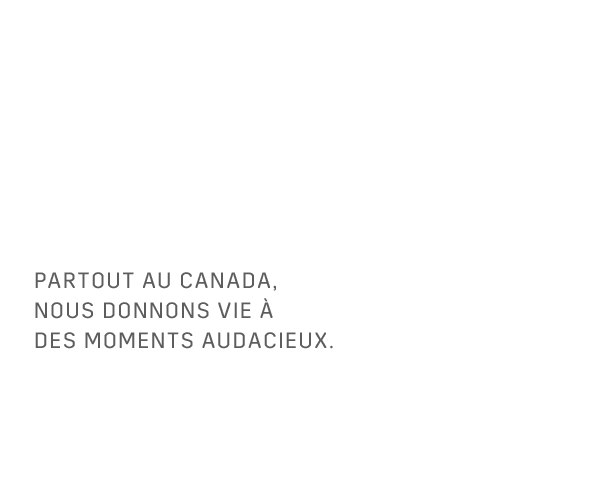 PARTOUT AU CANADA,
NOUS DONNONS VIE À
DES MOMENTS AUDACIEUX.